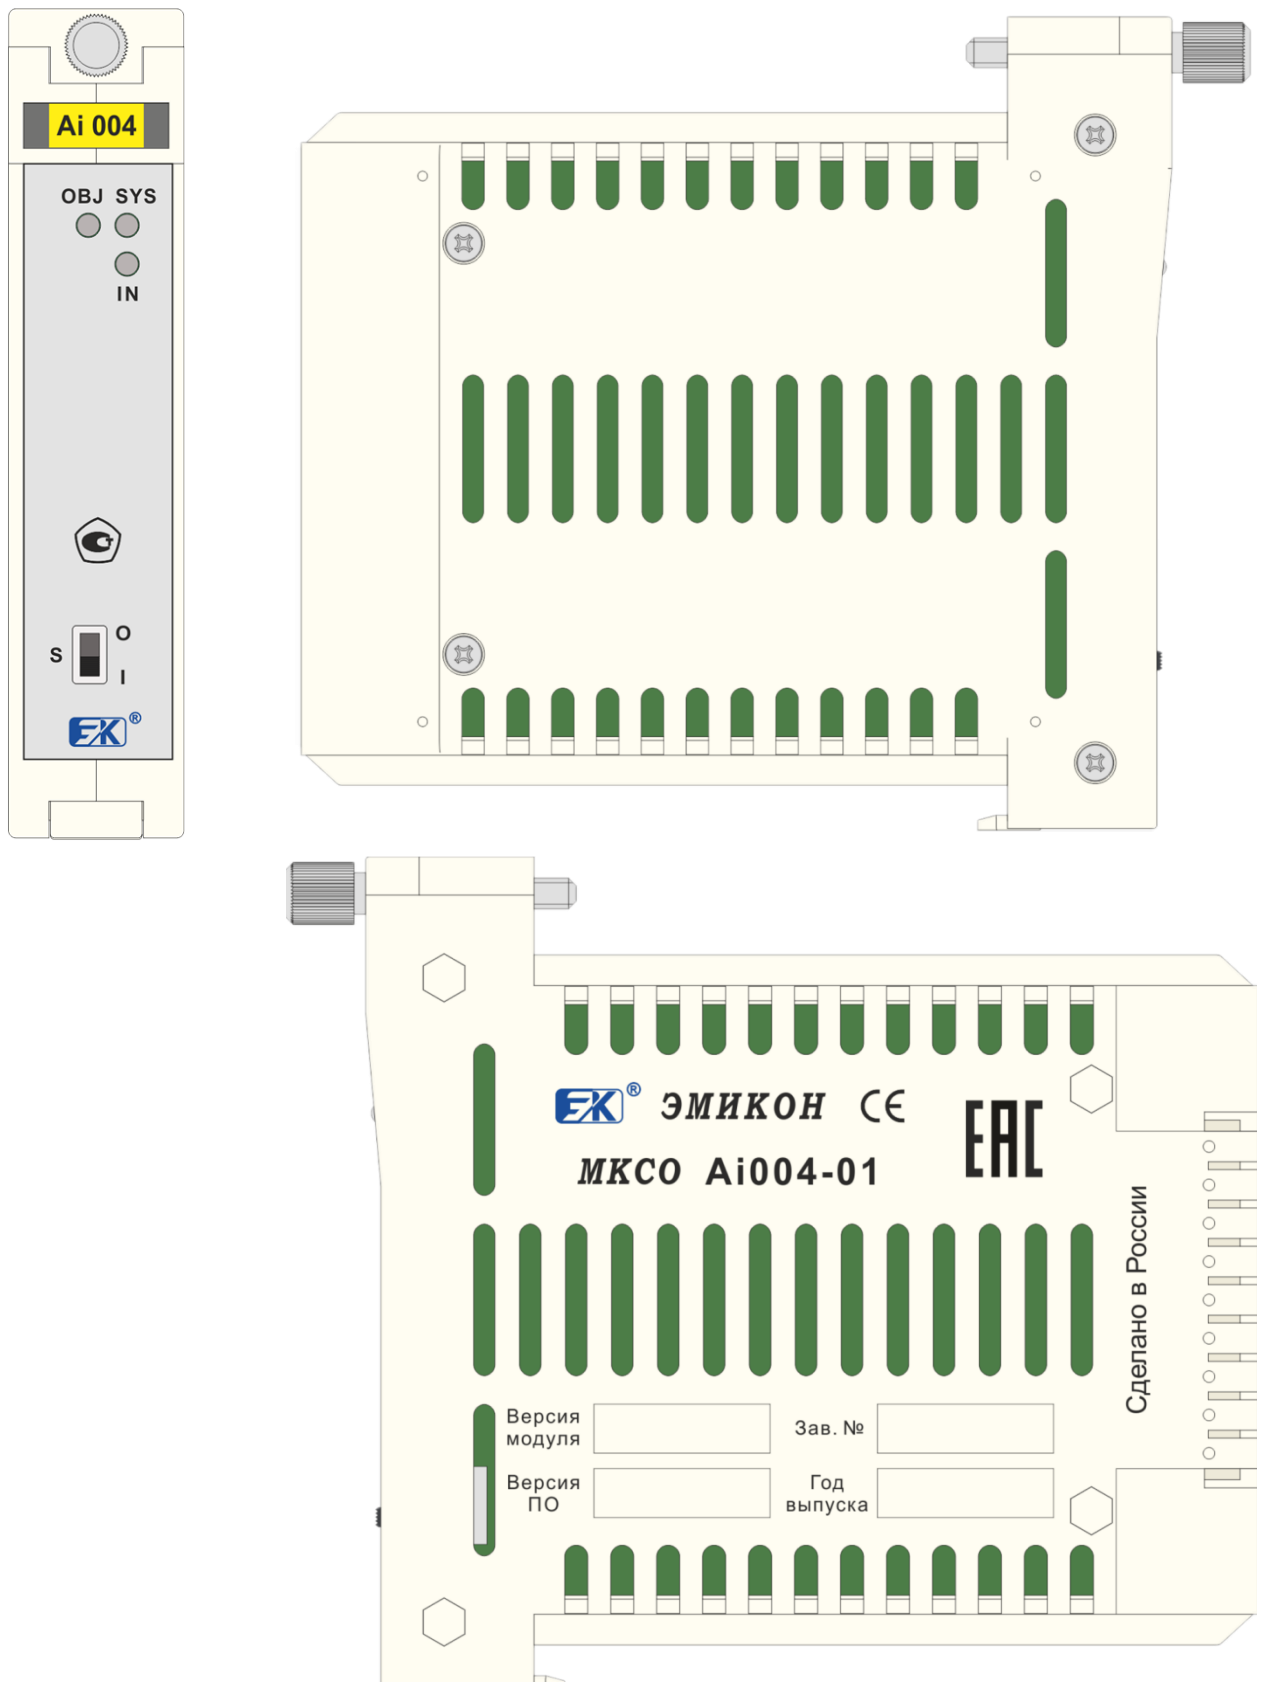 Ai 004
OBJ SYS
IN
S
O
I
ЭК®
ЭК® ЭМИКОН CE
EAC
МКСО Ai004-01
Сделано в России
Версия
модуля
Зав. №
Версия
ПО
Год
выпуска